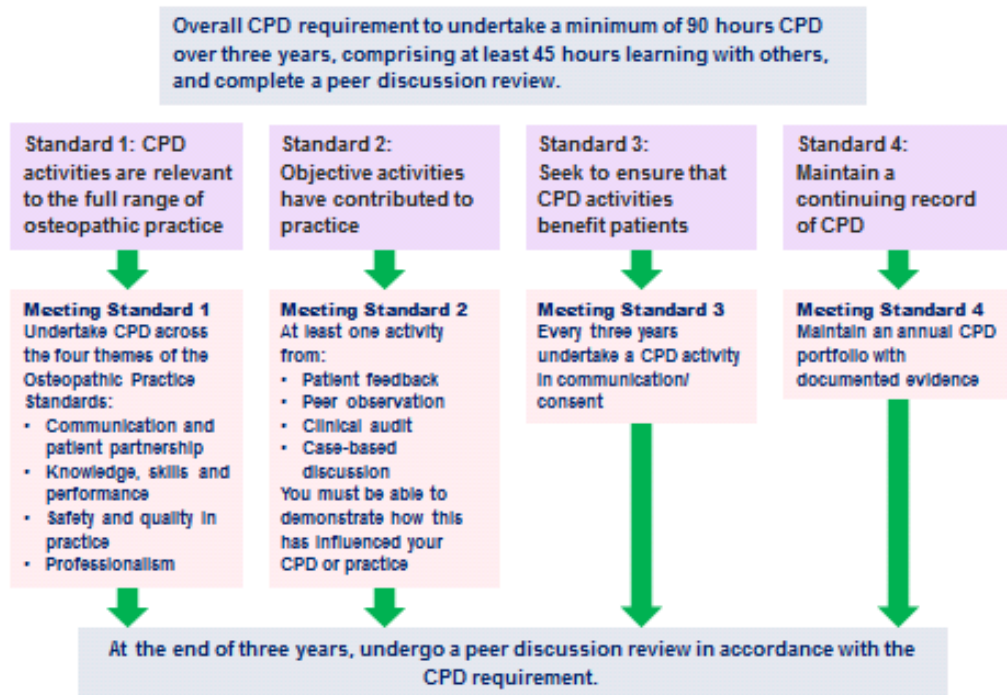 Overall CPD requirement to undertake a minimum of 90 hours CPD
over three years, comprising at least 45 hours learning with others,
and complete a peer discussion review.
Standard 1: CPD
activities are relevant
to the full range of
osteopathic practice
Standard 2:
Objective activities
have contributed to
practice
Standard 3:
Seek to ensure that
CPD activities
benefit patients
Standard 4:
Maintain a
continuing record
of CPD
Meeting Standard 1
Undertake CPD across
the four themes of the
Osteopathic Practice
Standards:
• Communication and
patient partnership
• Knowledge, skills and
performance
• Safety and quality in
practice
• Professionalism
Meeting Standard 2
At least one activity
from:
• Patient feedback
• Peer observation
• Clinical audit
• Case-based
discussion
You must be able to
demonstrate how this
has influenced your
CPD or practice
Meeting Standard 3
Every three years
undertake a CPD activity
in communication/
consent
Meeting Standard 4
Maintain an annual CPD
portfolio with
documented evidence
At the end of three years, undergo a peer discussion review in accordance with the
CPD requirement.